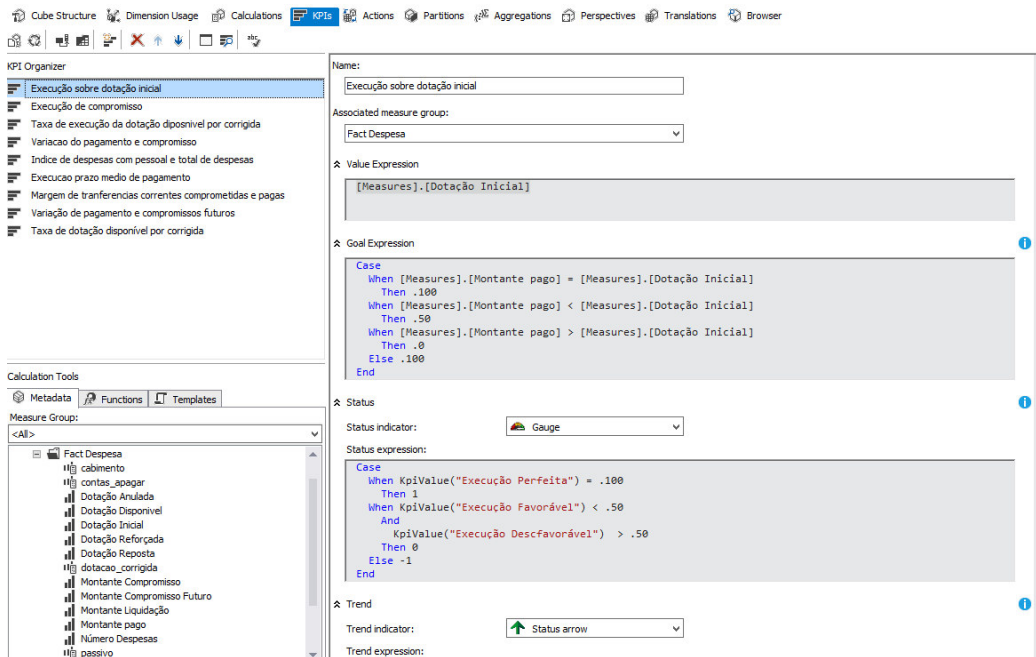 Cube Structure Dimension Usage Calculations KPIs Actions Partitions Aggregations Perspectives Translations Browser
KPI Organizer
Execução sobre dotação inicial
Execução de compromisso
Taxa de execução da dotação diposnivel por corrigida
Variacao do pagamento e compromisso
Indice de despesas com pessoal e total de despesas
Execucao prazo medio de pagamento
Margem de tranferencias correntes comprometidas e pagas
Variação de pagamento e compromissos futuros
Taxa de dotação disponível por corrigida
Calculation Tools
Metadata Functions Templates
Measure Group:
<All>
Fact Despesa
cabimento
contas_apagar
Dotação Anulada
Dotação Disponivel
Dotação Inicial
Dotação Reforçada
Dotação Reposta
dotacao_corrigida
Montante Compromisso
Montante Compromisso Futuro
Montante Liquidação
Montante pago
Número Despesas
passivo
Name:
Execução sobre dotação inicial
Associated measure group:
Fact Despesa
Value Expression
[Measures].[Dotação Inicial]
Goal Expression
Case
When [Measures].[Montante pago] = [Measures].[Dotação Inicial]
Then .100
When [Measures].[Montante pago] < [Measures].[Dotação Inicial]
Then .50
When [Measures].[Montante pago] > [Measures].[Dotação Inicial]
Then .0
Else .100
End
Status
Status indicator: Gauge
Status expression:
Case
When KpiValue("Execução Perfeita") = .100
Then 1
When KpiValue("Execução Favorável") < .50
And
KpiValue("Execução Descfavorável") > .50
Then 0
Else -1
End
Trend
Trend indicator: Status arrow
Trend expression: